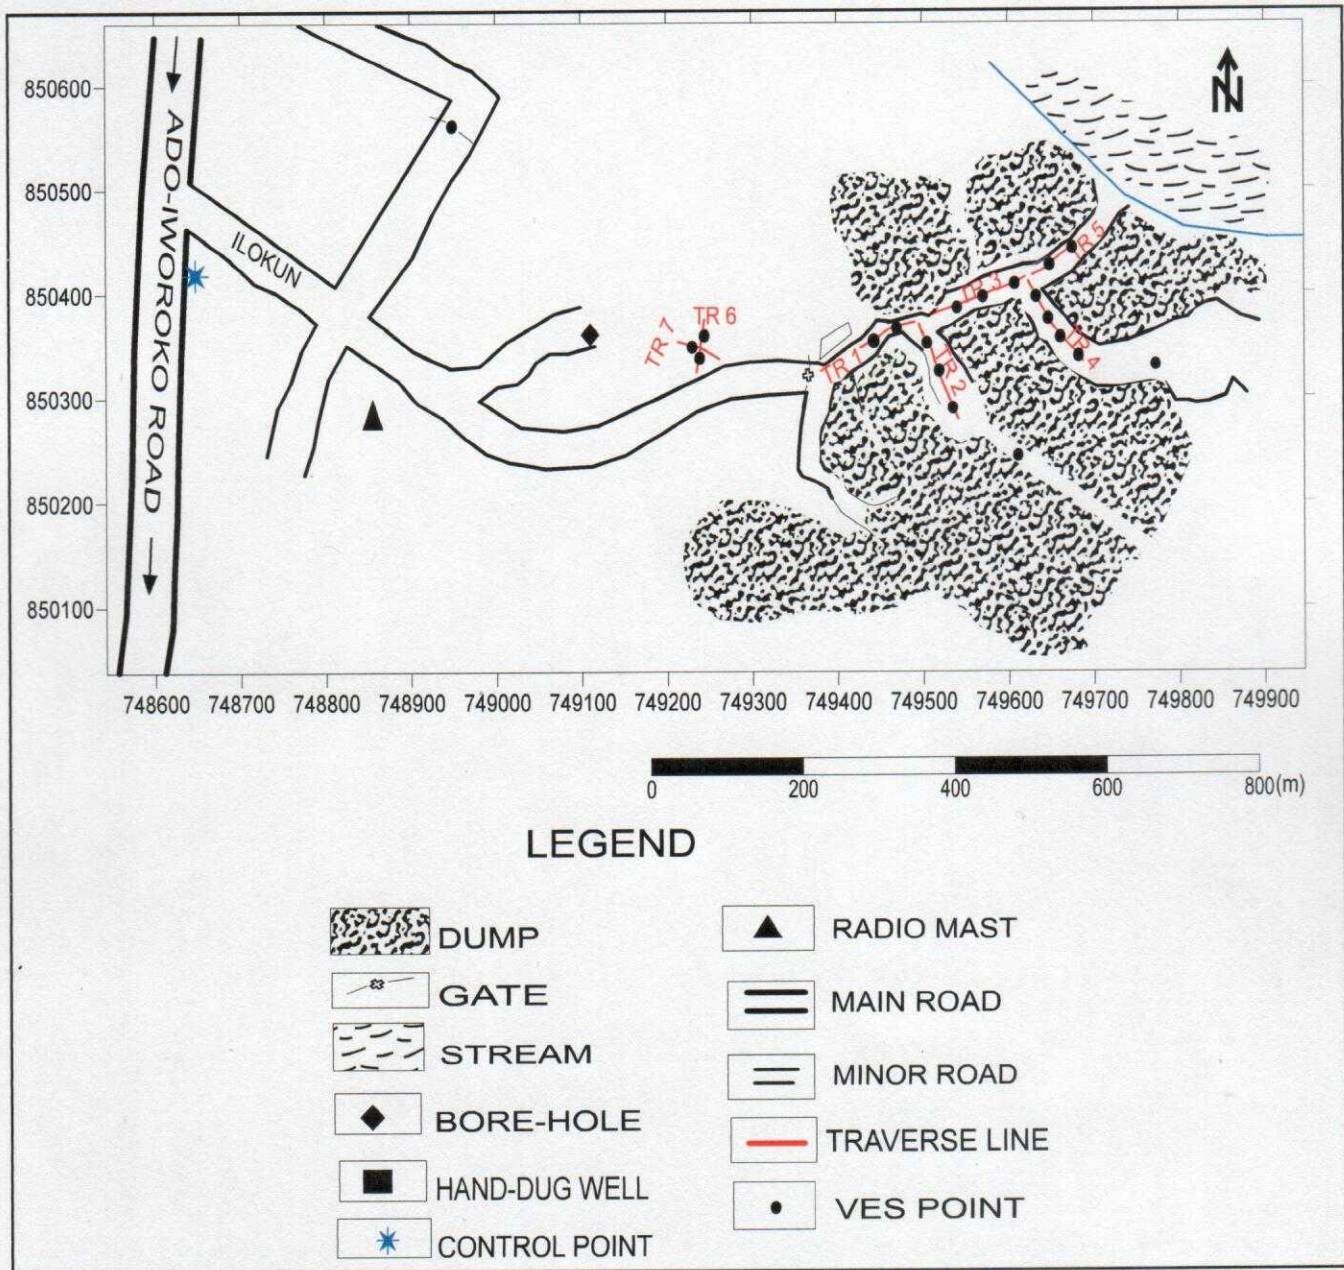 N
850600
850500
850400
850300
850200
850100
ADO-IWOROKO ROAD
ILOKUN
TR 7
TR 6
TR 1
TR 2
TR 3
TR 4
TR 5
748600 748700 748800 748900 749000 749100 749200 749300 749400 749500 749600 749700 749800 749900
0 200 400 600 800(m)
LEGEND
DUMP
GATE
STREAM
BORE-HOLE
HAND-DUG WELL
CONTROL POINT
RADIO MAST
MAIN ROAD
MINOR ROAD
TRAVERSE LINE
VES POINT